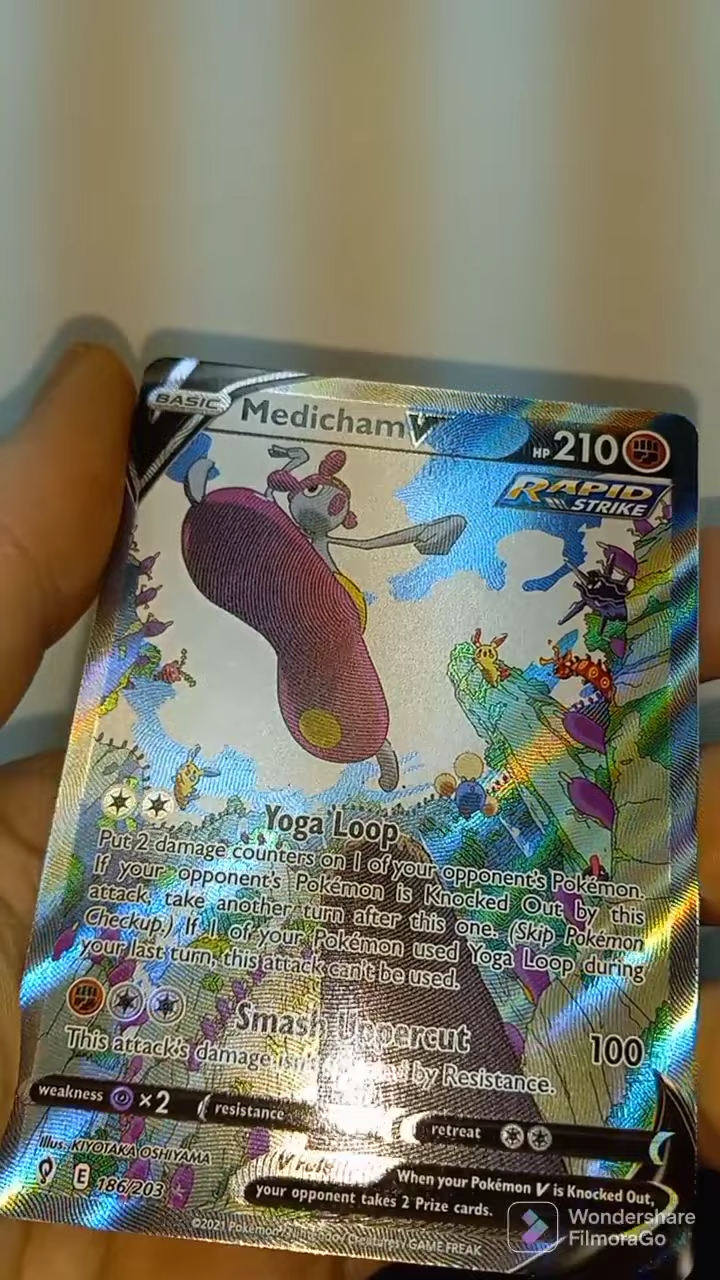 BASIC
Medicham V
HP 210
RAPID
STRIKE
Yoga Loop
Put 2 damage counters on 1 of your opponent's Pokémon.
If your opponent's Pokémon is Knocked Out by this
attack, take another turn after this one. (Skip Pokémon
Checkup.) If 1 of your Pokémon used Yoga Loop during
your last turn, this attack can't be used.
Smash Uppercut 100
This attack's damage by Resistance.
weakness ×2 resistance retreat
Illus. KIYOTAKA OSHIYAMA
E 186/203
When your Pokémon V is Knocked Out,
your opponent takes 2 Prize cards.
©2021 Pokémon / Nintendo / Creatures / GAME FREAK
Wondershare
FilmoraGo